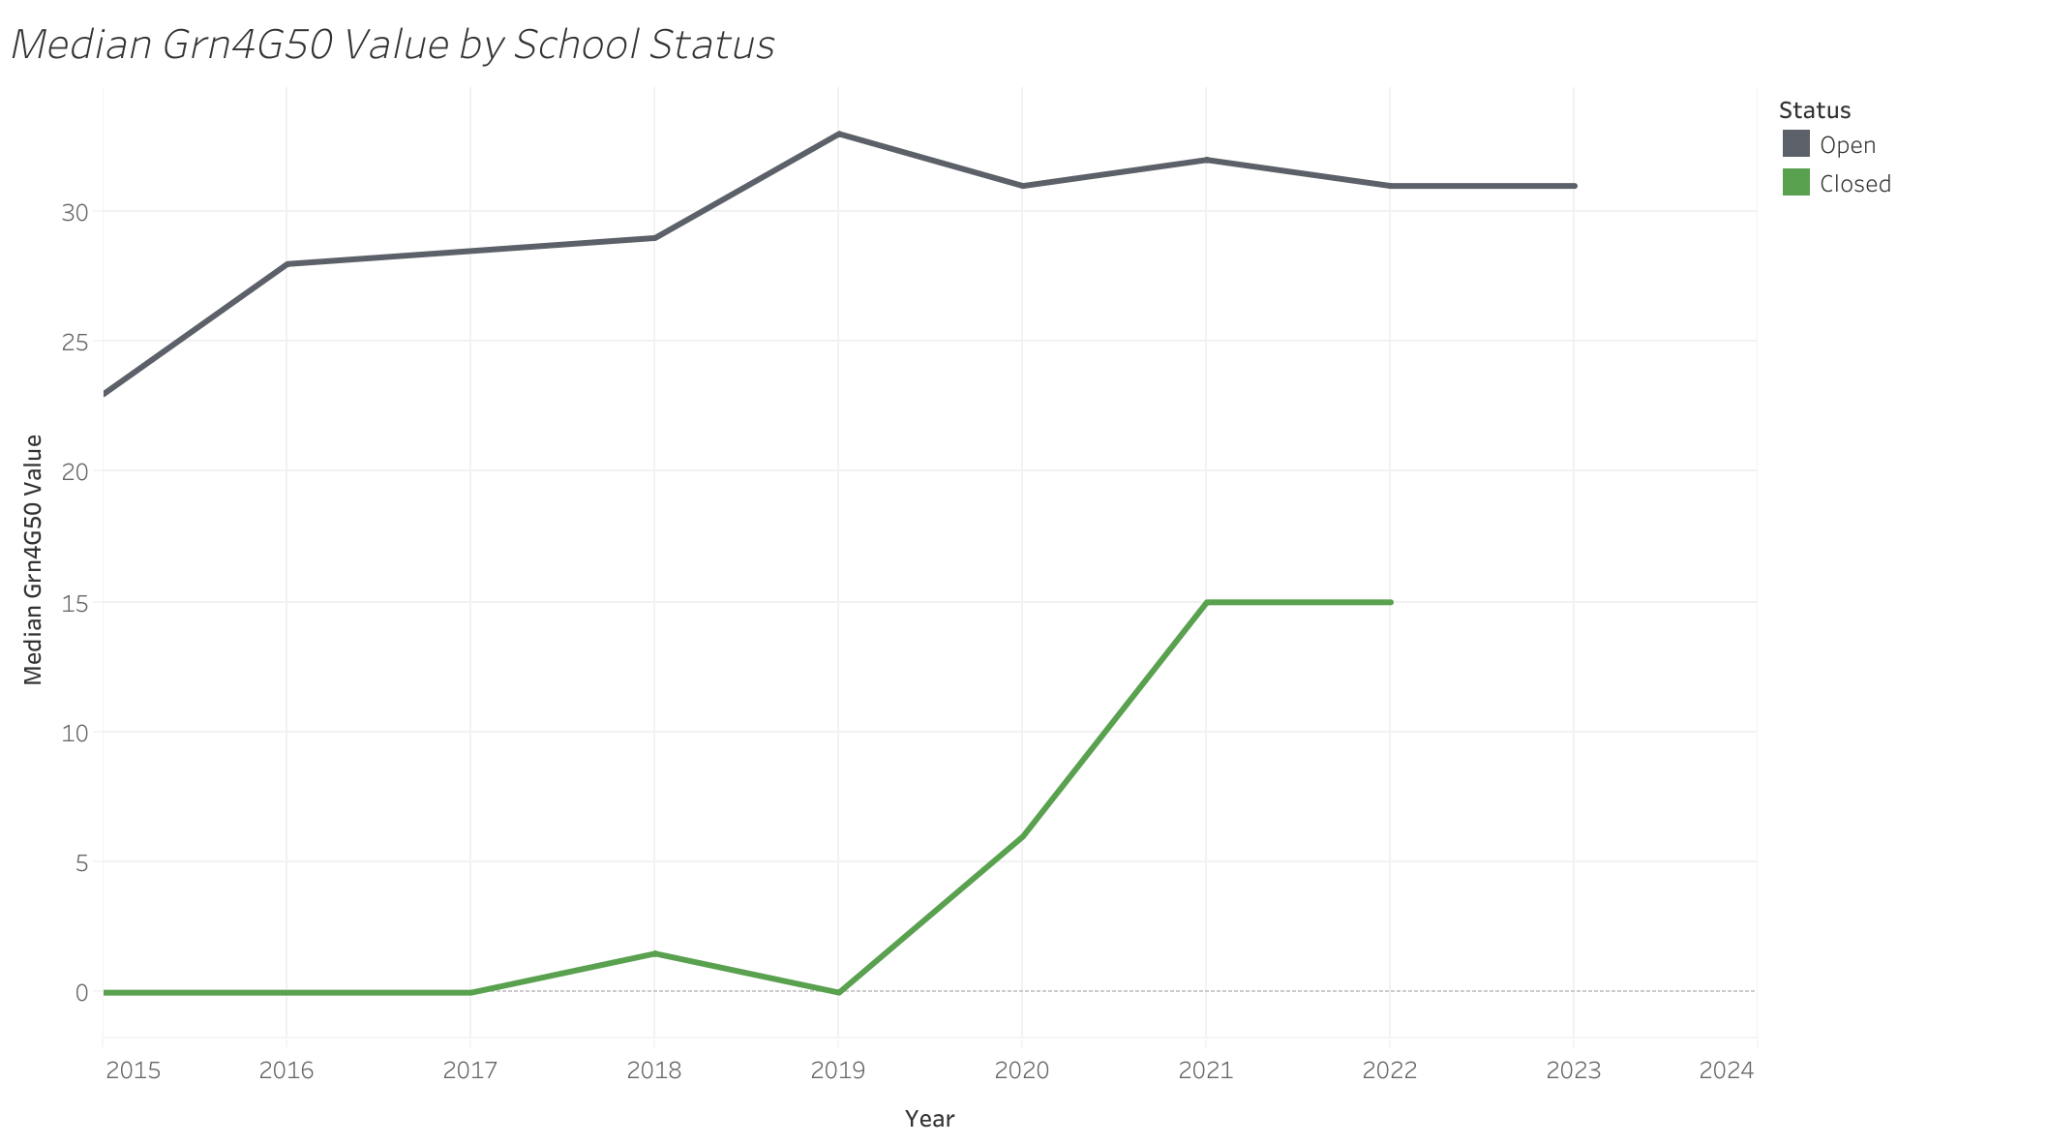 Median Grn4G50 Value by School Status
Status
Open
Closed
Median Grn4G50 Value
30
25
20
15
10
5
0
2015 2016 2017 2018 2019 2020 2021 2022 2023 2024
Year